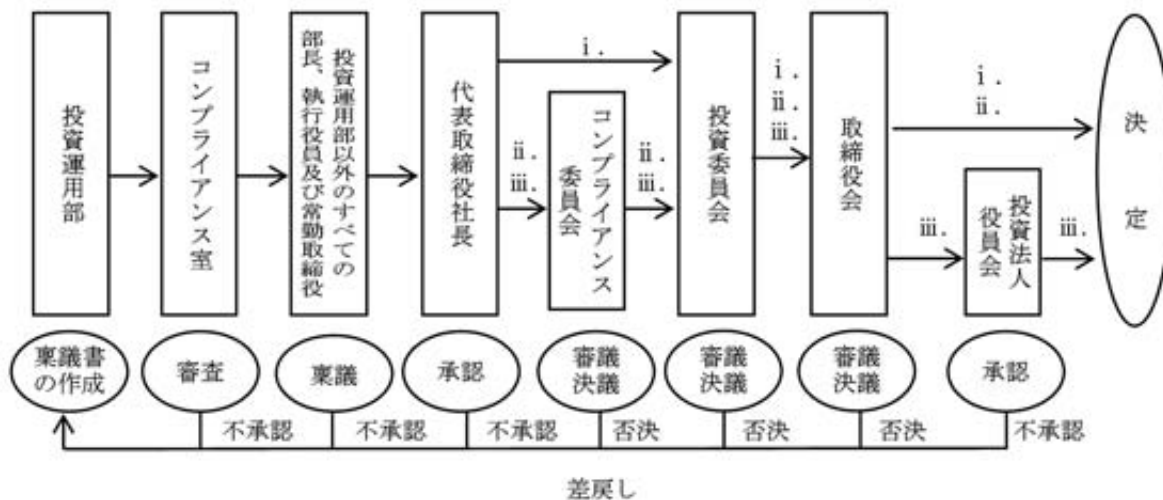 投資運用部
コンプライアンス室
投資運用部以外のすべての
部長、執行役員及び常勤取締役
代表取締役社長
ⅰ.
ⅱ.
ⅲ.
コンプライアンス
委員会
ⅱ.
ⅲ.
投資委員会
ⅰ.
ⅱ.
ⅲ.
取締役会
ⅰ.
ⅱ.
ⅲ.
投資法人
役員会
ⅲ.
決定
稟議書
の作成
審査
稟議
承認
審議
決議
審議
決議
審議
決議
承認
不承認
不承認
不承認
否決
否決
否決
不承認
差戻し